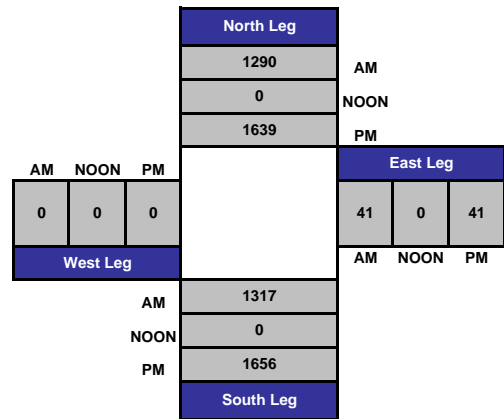 North Leg
1290 AM
0 NOON
1639 PM
AM NOON PM
East Leg
0 0 0
41 0 41
West Leg
AM NOON PM
AM 1317
NOON 0
PM 1656
South Leg